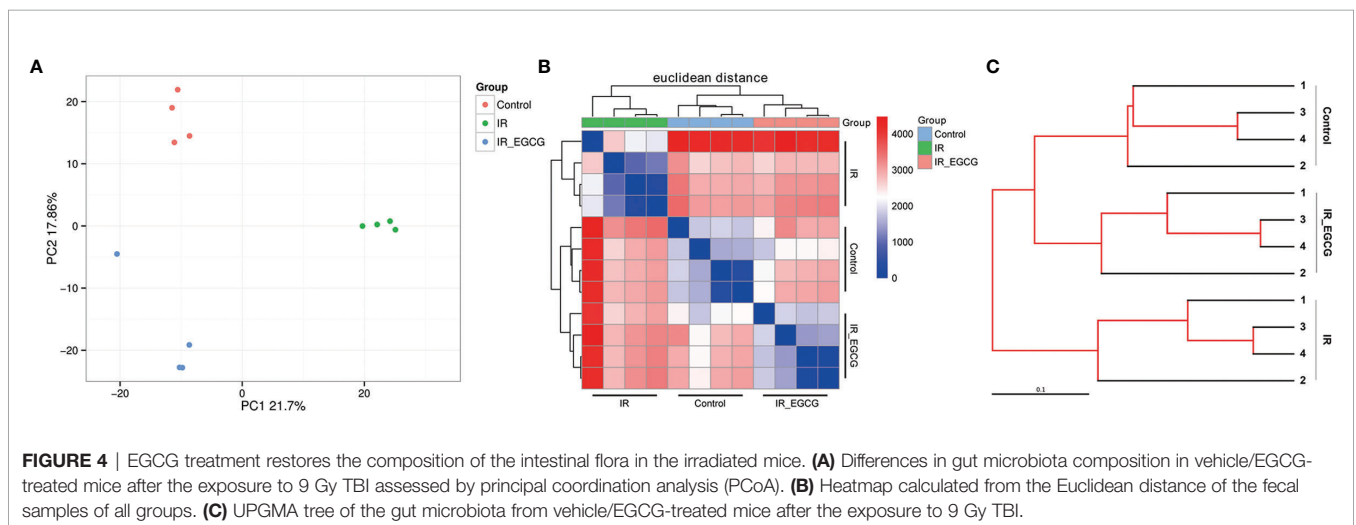 A
20
10
0
−10
−20
PC2 17.86%
−20
0
20
PC1 21.7%
Group
Control
IR
IR_EGCG
B
euclidean distance
Group
IR
Control
IR_EGCG
IR
Control
IR_EGCG
4000
3000
2000
1000
0
Group
Control
IR
IR_EGCG
C
1
3
4
2
Control
1
3
4
2
IR_EGCG
1
3
4
2
IR
0.1
FIGURE 4 | EGCG treatment restores the composition of the intestinal flora in the irradiated mice. (A) Differences in gut microbiota composition in vehicle/EGCG-
treated mice after the exposure to 9 Gy TBI assessed by principal coordination analysis (PCoA). (B) Heatmap calculated from the Euclidean distance of the fecal
samples of all groups. (C) UPGMA tree of the gut microbiota from vehicle/EGCG-treated mice after the exposure to 9 Gy TBI.